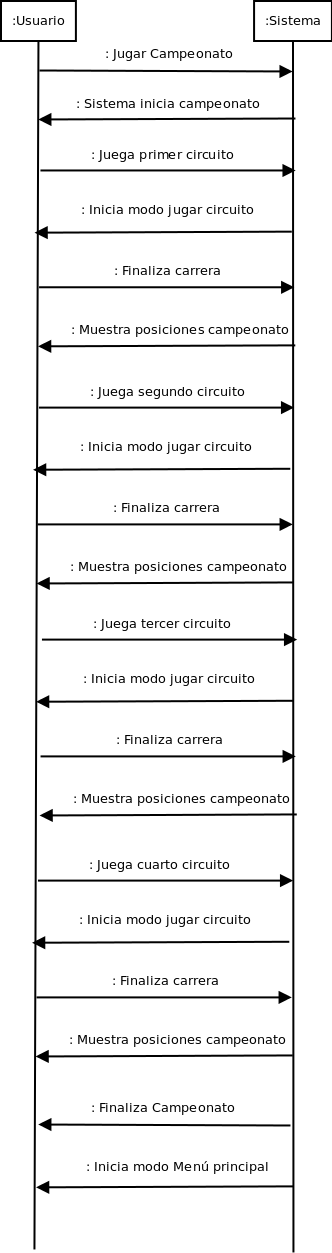 :Usuario
:Sistema
: Jugar Campeonato
: Sistema inicia campeonato
: Juega primer circuito
: Inicia modo jugar circuito
: Finaliza carrera
: Muestra posiciones campeonato
: Juega segundo circuito
: Inicia modo jugar circuito
: Finaliza carrera
: Muestra posiciones campeonato
: Juega tercer circuito
: Inicia modo jugar circuito
: Finaliza carrera
: Muestra posiciones campeonato
: Juega cuarto circuito
: Inicia modo jugar circuito
: Finaliza carrera
: Muestra posiciones campeonato
: Finaliza Campeonato
: Inicia modo Menú principal